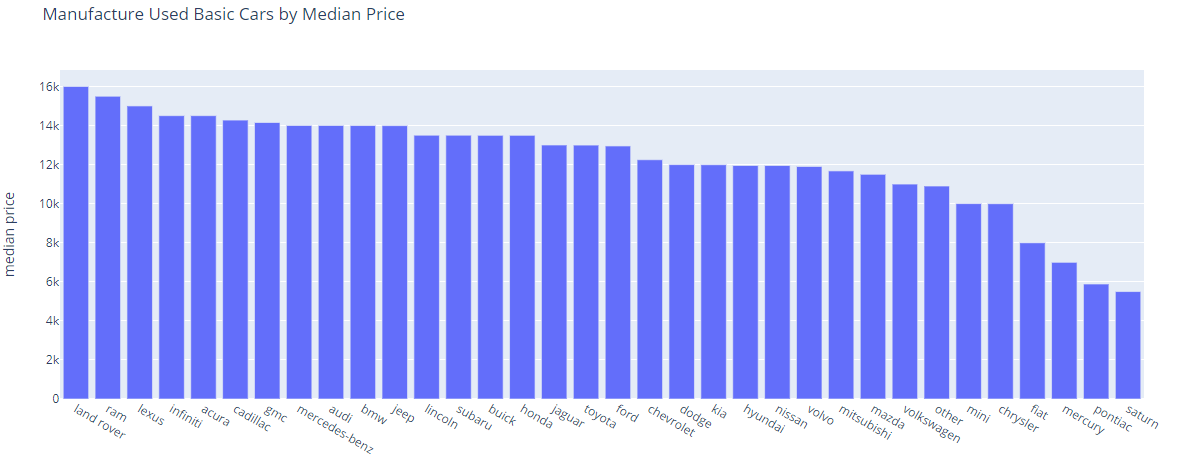 Manufacture Used Basic Cars by Median Price
16k
14k
12k
10k
8k
6k
4k
2k
0
median price
land rover
ram
lexus
infiniti
acura
cadillac
gmc
mercedes-benz
audi
bmw
jeep
lincoln
subaru
buick
honda
jaguar
toyota
ford
chevrolet
dodge
kia
hyundai
nissan
volvo
mitsubishi
mazda
volkswagen
other
mini
chrysler
fiat
mercury
pontiac
saturn